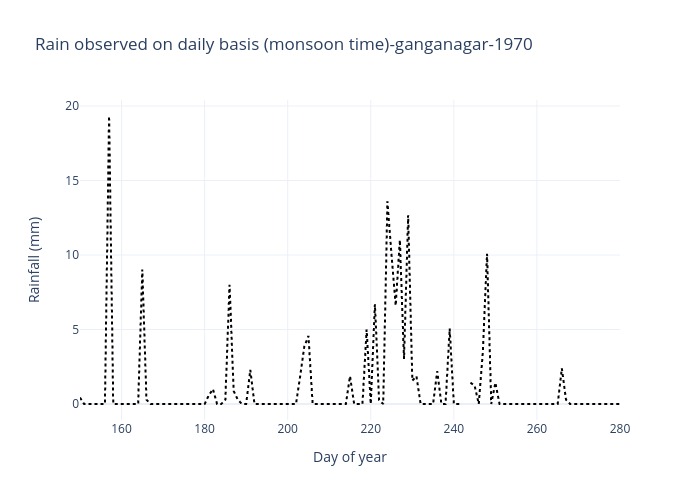 Rain observed on daily basis (monsoon time)-ganganagar-1970
20
15
10
5
0
Rainfall (mm)
160 180 200 220 240 260 280
Day of year